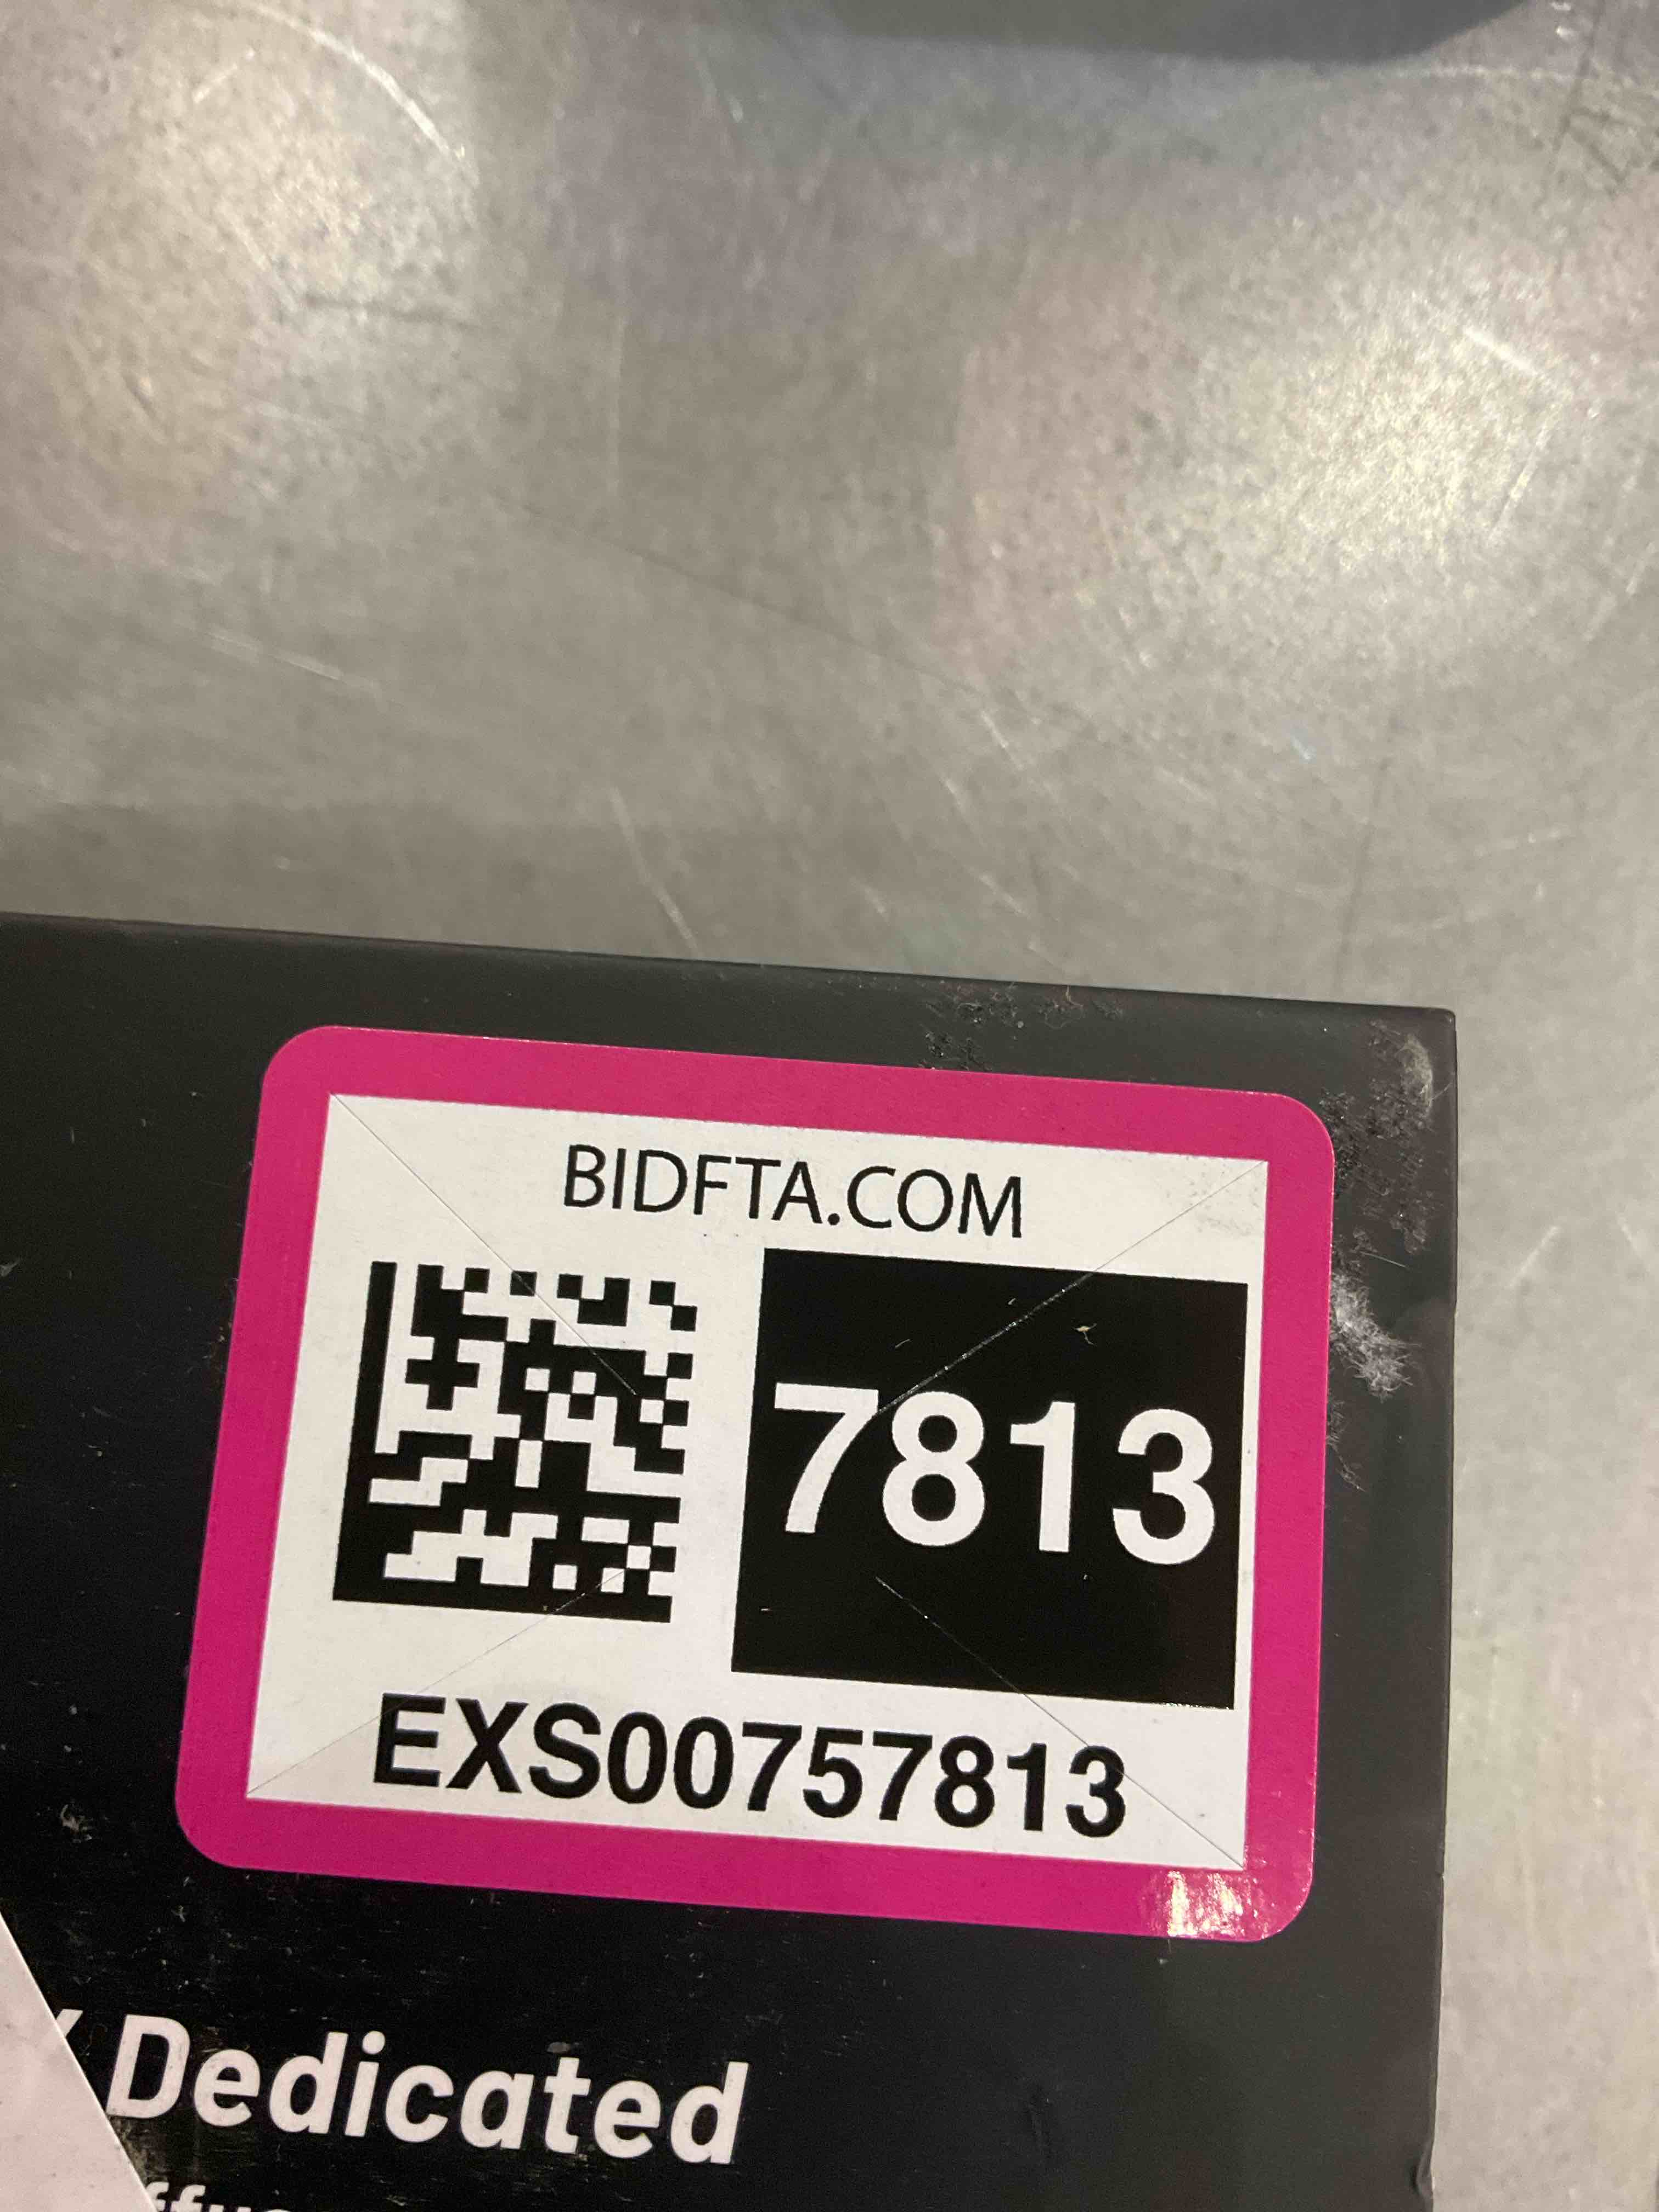 BIDFTA.COM
7813
EXS00757813
Dedicated